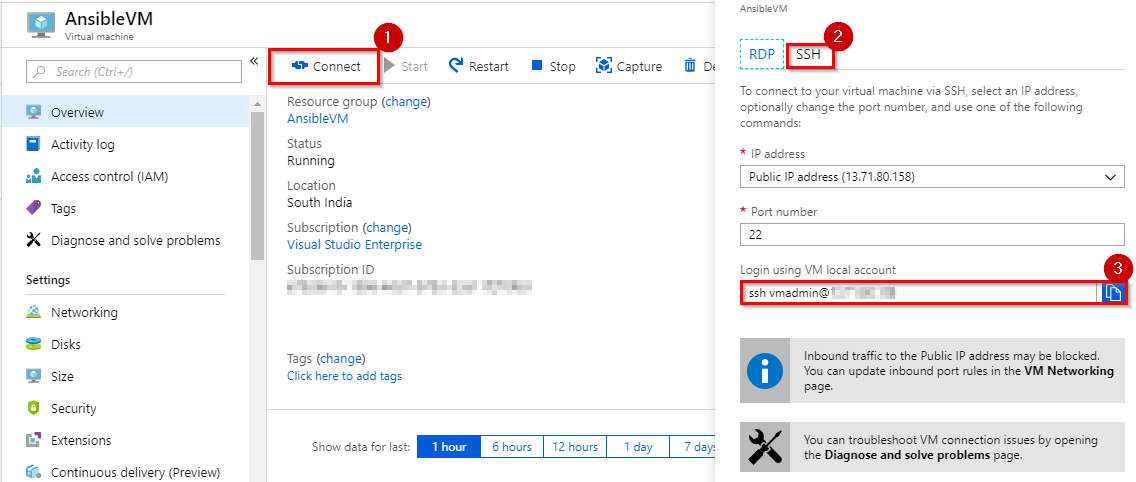 AnsibleVM
Virtual machine
Search (Ctrl+/)
«
Overview
Activity log
Access control (IAM)
Tags
Diagnose and solve problems
Settings
Networking
Disks
Size
Security
Extensions
Continuous delivery (Preview)
1
Connect
Start
Restart
Stop
Capture
De
Resource group (change)
AnsibleVM
Status
Running
Location
South India
Subscription (change)
Visual Studio Enterprise
Subscription ID
Tags (change)
Click here to add tags
Show data for last:
1 hour
6 hours
12 hours
1 day
7 days
AnsibleVM
2
RDP
SSH
To connect to your virtual machine via SSH, select an IP address,
optionally change the port number, and use one of the following
commands:
* IP address
Public IP address (13.71.80.158)
* Port number
22
Login using VM local account
3
ssh vmadmin@
Inbound traffic to the Public IP address may be blocked.
You can update inbound port rules in the VM Networking
page.
You can troubleshoot VM connection issues by opening
the Diagnose and solve problems page.